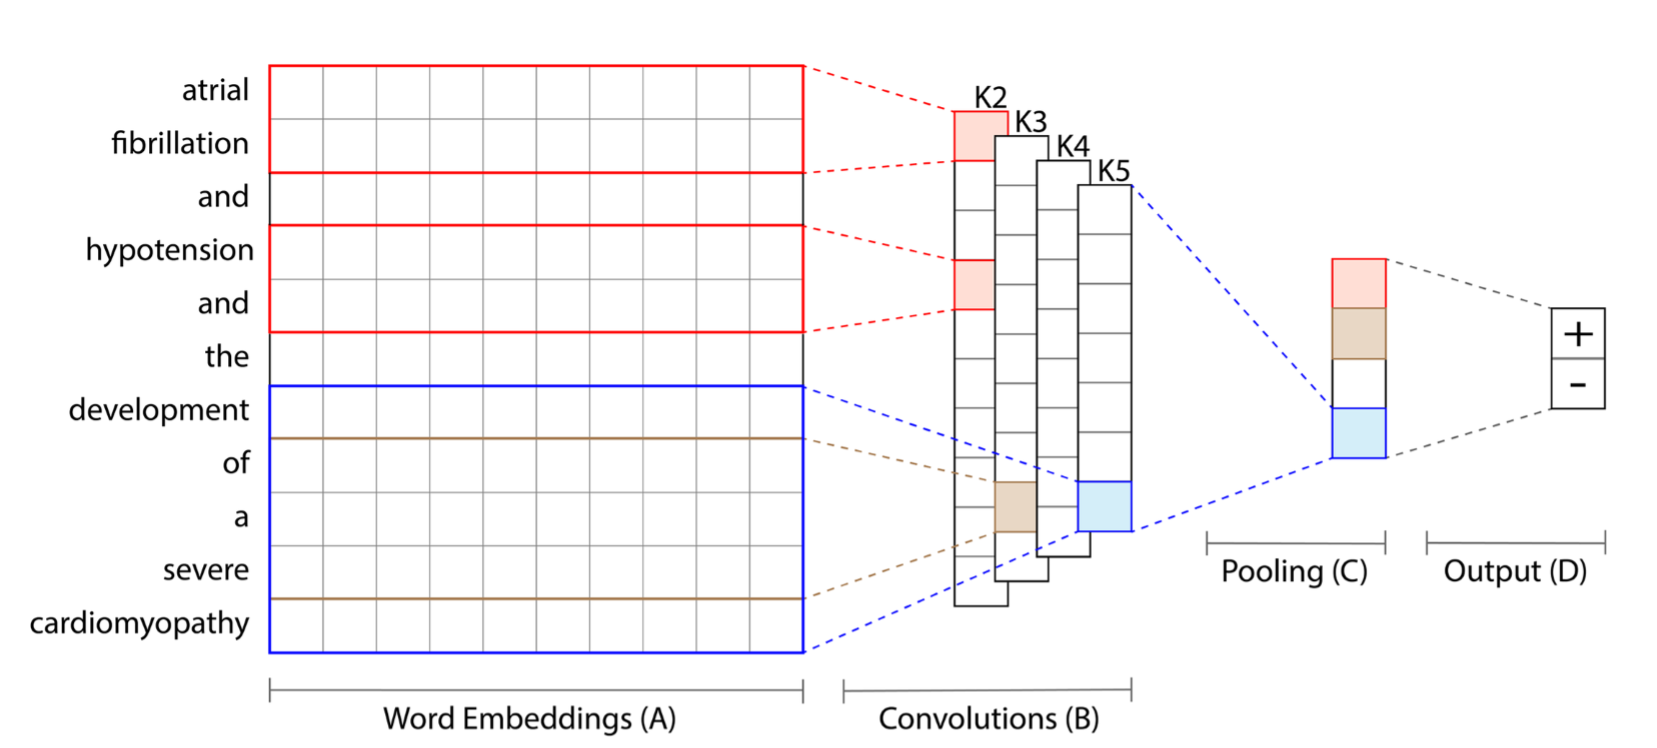 atrial
fibrillation
and
hypotension
and
the
development
of
a
severe
cardiomyopathy
K2
K3
K4
K5
+
-
Word Embeddings (A)
Convolutions (B)
Pooling (C)
Output (D)